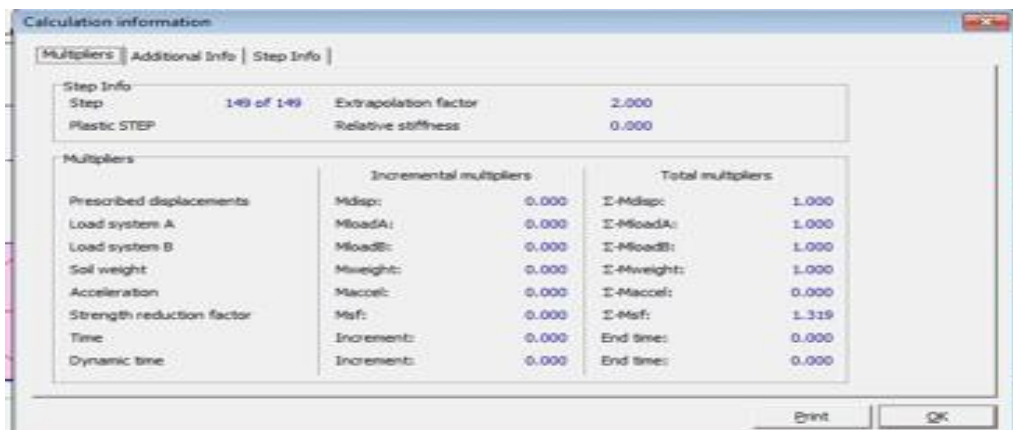 Calculation information
Multipliers Additional Info Step Info
Step Info
Step 149 of 149 Extrapolation factor 2.000
Plastic STEP Relative stiffness 0.000
Multipliers
Incremental multipliers Total multipliers
Prescribed displacements Mdisp: 0.000 Σ-Mdisp: 1.000
Load system A MloadA: 0.000 Σ-MloadA: 1.000
Load system B MloadB: 0.000 Σ-MloadB: 1.000
Soil weight Mweight: 0.000 Σ-Mweight: 1.000
Acceleration Maccel: 0.000 Σ-Maccel: 0.000
Strength reduction factor Msf: 0.000 Σ-Msf: 1.319
Time Increment: 0.000 End time: 0.000
Dynamic time Increment: 0.000 End time: 0.000
Print OK